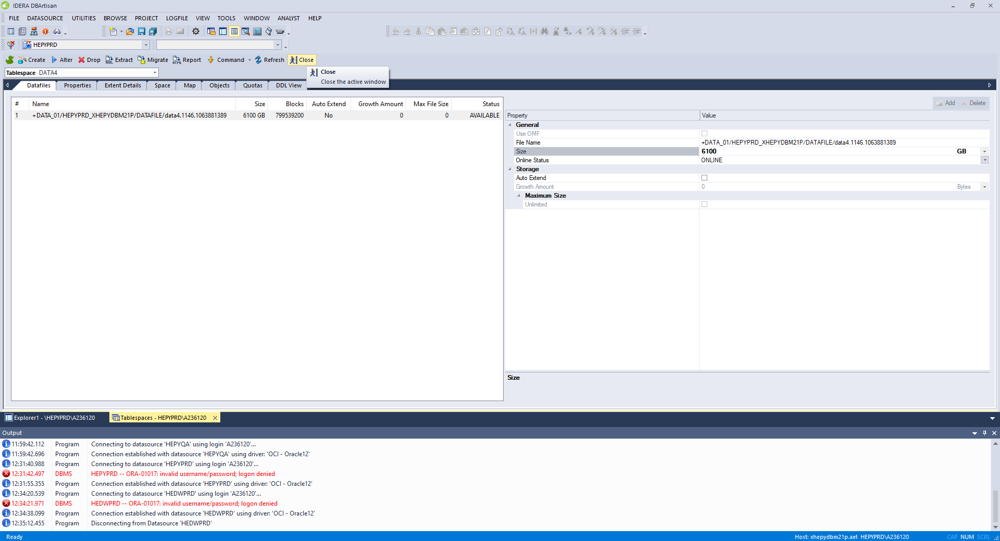 IDERA DBArtisan
FILE DATASOURCE UTILITIES BROWSE PROJECT LOGFILE VIEW TOOLS WINDOW ANALYST HELP
HEPYPRD
Create Alter Drop Extract Migrate Report Command Refresh Close
Close
Close the active window
Tablespace DATA4
Datafiles Properties Extent Details Space Map Objects Quotas DDL View
# Name Size Blocks Auto Extend Growth Amount Max File Size Status
1 +DATA_01/HEPYPRD_XHEPYDBM21P/DATAFILE/data4.1146.1063881389 6100 GB 799539200 No 0 0 AVAILABLE
Add Delete
Property Value
General
Use OMF
File Name +DATA_01/HEPYPRD_XHEPYDBM21P/DATAFILE/data4.1146.1063881389
Size 6100 GB
Online Status ONLINE
Storage
Auto Extend
Growth Amount 0 Bytes
Maximum Size
Unlimited
Size
Explorer1 - \HEPYPRD\A236120 Tablespaces - HEPYPRD\A236120
Output
11:59:42.112 Program Connecting to datasource 'HEPYQA' using login 'A236120'...
11:59:42.696 Program Connection established with datasource 'HEPYQA' using driver: 'OCI - Oracle12'
12:31:40.988 Program Connecting to datasource 'HEPYPRD' using login 'A236120'...
12:31:42.497 DBMS HEPYPRD -- ORA-01017: invalid username/password; logon denied
12:31:55.355 Program Connection established with datasource 'HEPYPRD' using driver: 'OCI - Oracle12'
12:34:20.539 Program Connecting to datasource 'HEDWPRD' using login 'A236120'...
12:34:21.971 DBMS HEDWPRD -- ORA-01017: invalid username/password; logon denied
12:34:38.099 Program Connection established with datasource 'HEDWPRD' using driver: 'OCI - Oracle12'
12:35:12.455 Program Disconnecting from Datasource 'HEDWPRD'
Ready Host: xhepydbm21p.aet HEPYPRD\A236120 CAP NUM SCRL